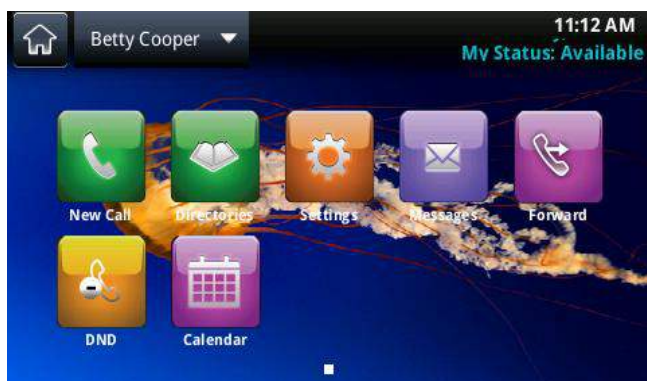 Betty Cooper
11:12 AM
My Status: Available
New Call
Directories
Settings
Messages
Forward
DND
Calendar